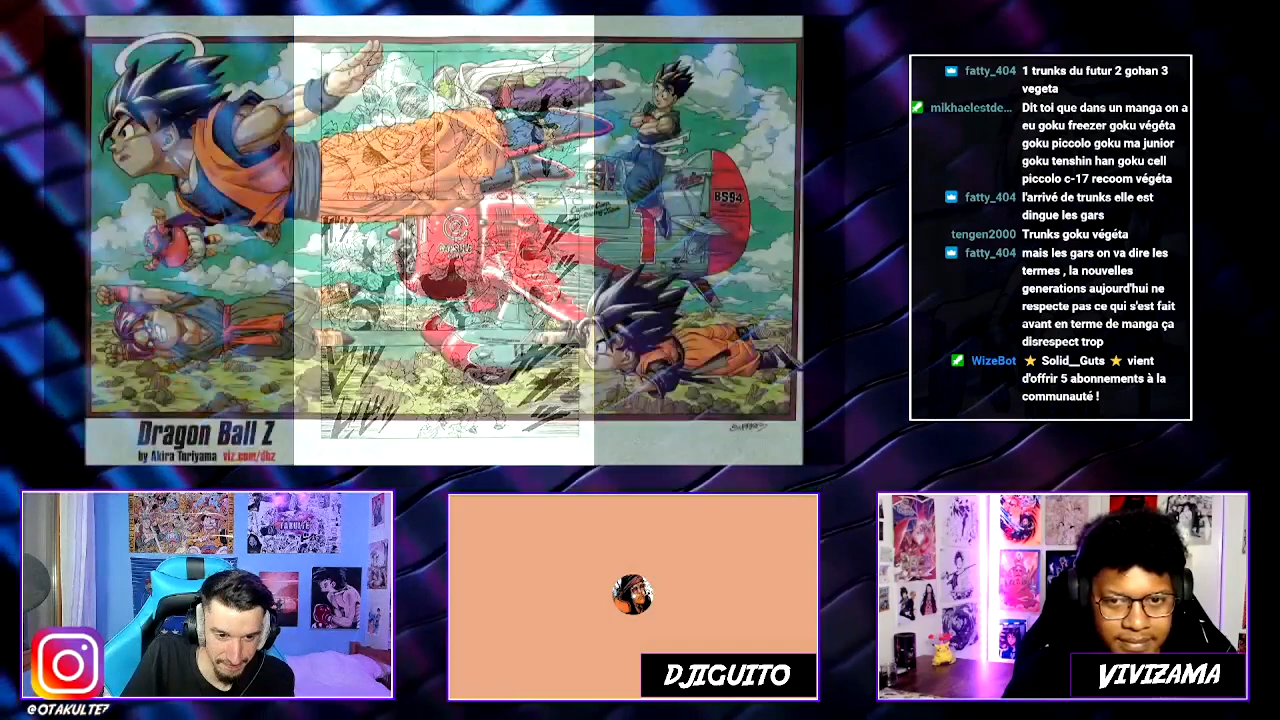 fatty_404 1 trunks du futur 2 gohan 3
vegeta
mikhaelestde... Dit toi que dans un manga on a
eu goku freezer goku végéta
goku piccolo goku ma junior
goku tenshin han goku cell
piccolo c-17 recoom végéta
fatty_404 l'arrivé de trunks elle est
dingue les gars
tengen2000 Trunks goku végéta
fatty_404 mais les gars on va dire les
termes , la nouvelles
generations aujourd'hui ne
respecte pas ce qui s'est fait
avant en terme de manga ça
disrespect trop
WizeBot ⭐ Solid__Guts ⭐ vient
d'offrir 5 abonnements à la
communauté !
BS94
CAPSULE
Dragon Ball Z
by Akira Toriyama viz.com/dbz
@OTAKULTE7
DJIGUITO
VIVIZAMA